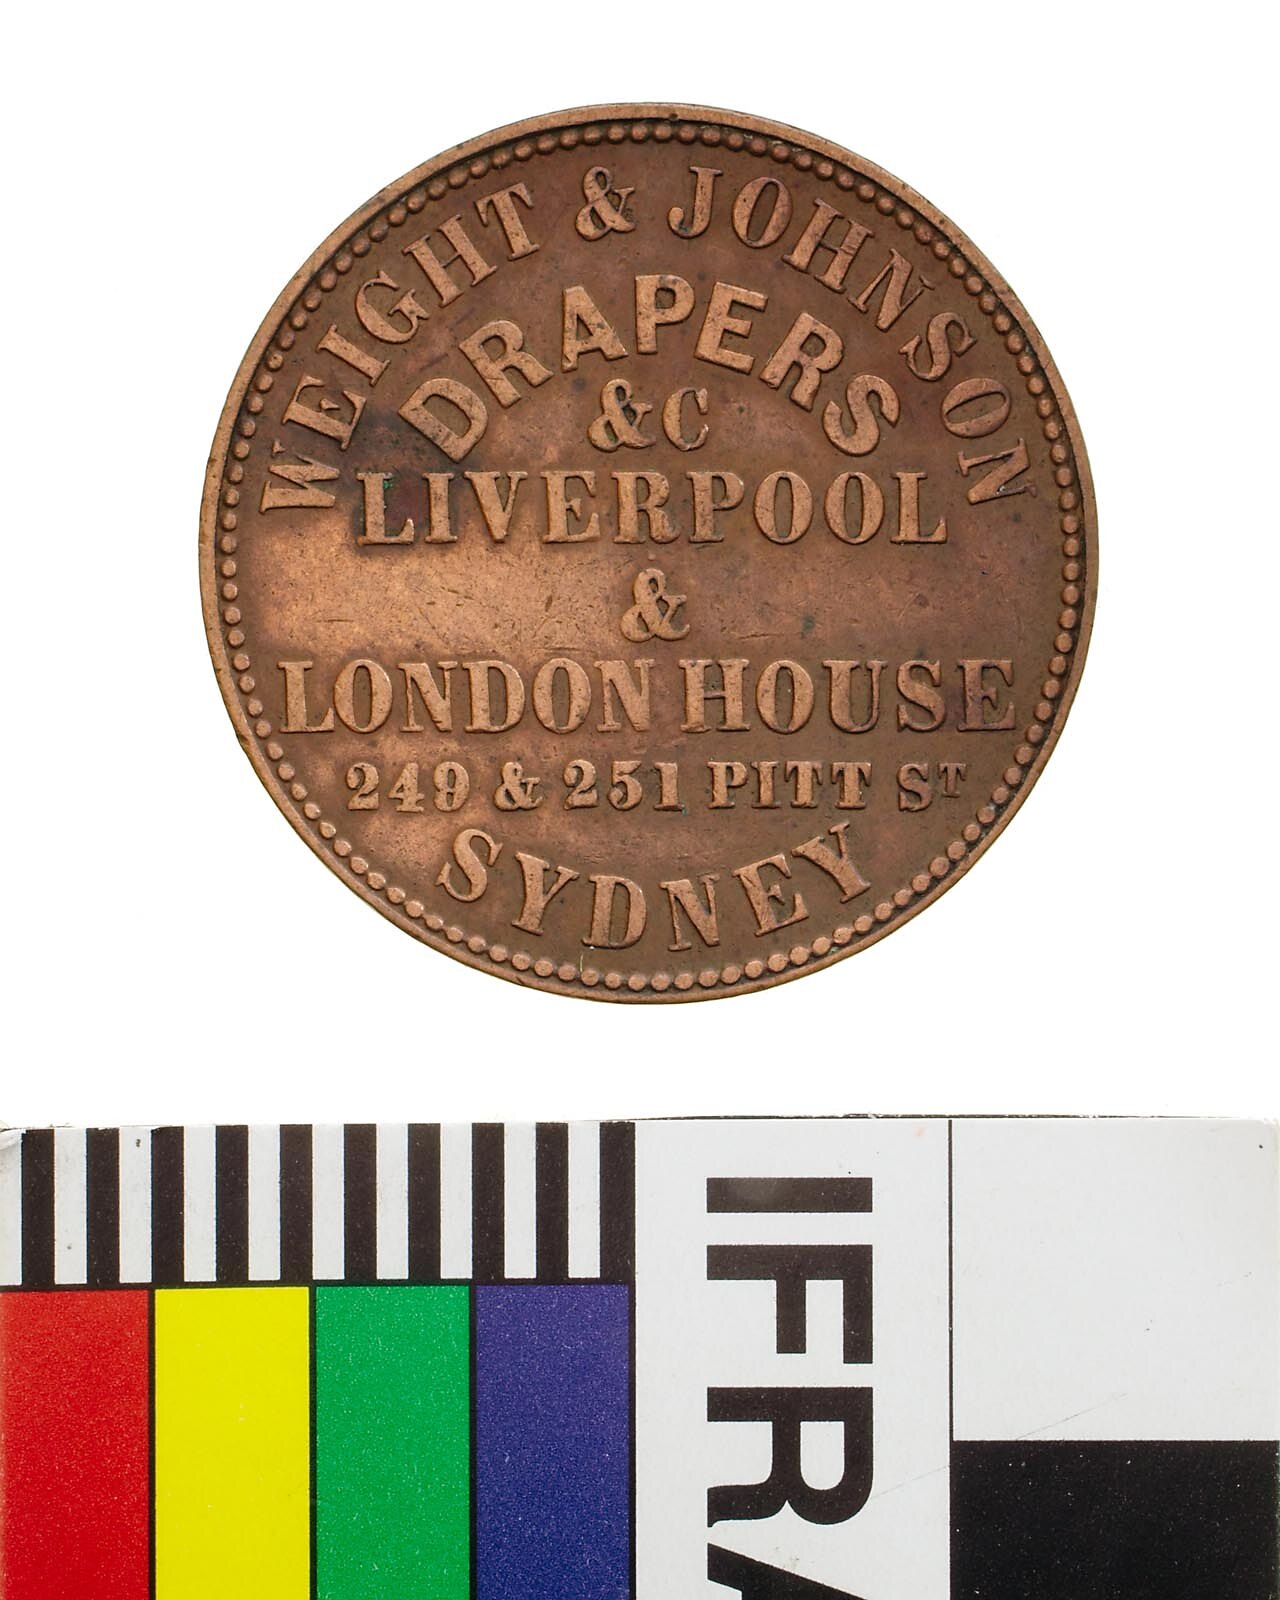 WEIGHT & JOHNSON
DRAPERS
&C
LIVERPOOL
&
LONDON HOUSE
249 & 251 PITT ST
SYDNEY
IFRA